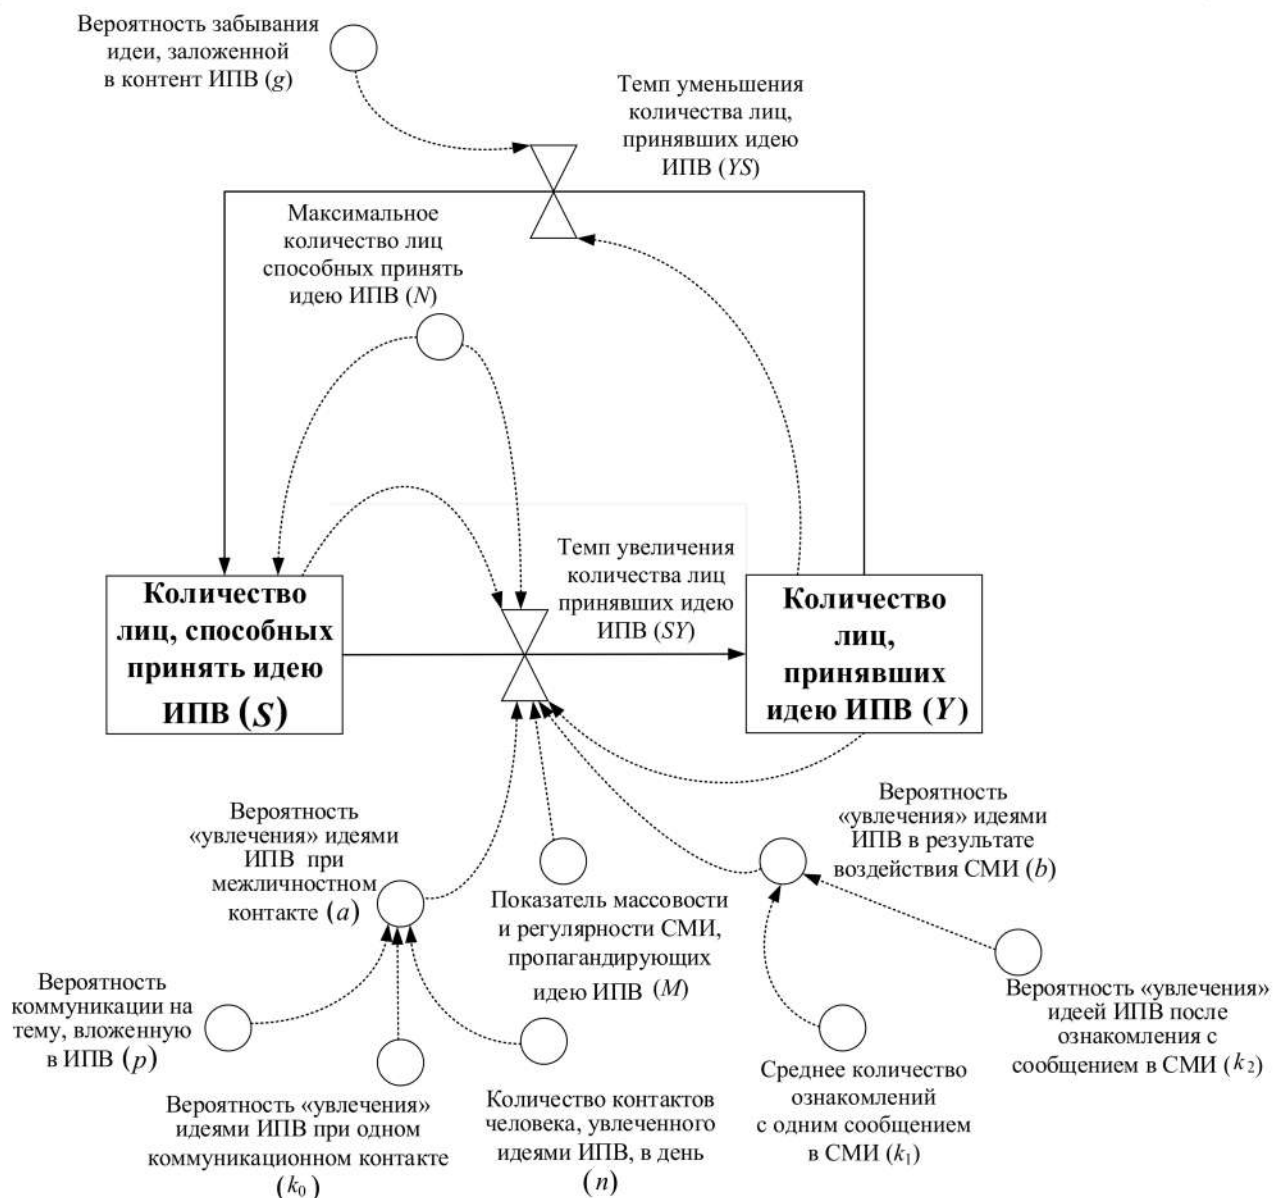 Вероятность забывания
идеи, заложенной
в контент ИПВ (g)
Темп уменьшения
количества лиц,
принявших идею
ИПВ (YS)
Максимальное
количество лиц
способных принять
идею ИПВ (N)
Темп увеличения
количества лиц
принявших идею
ИПВ (SY)
Количество
лиц, способных
принять идею
ИПВ (S)
Количество
лиц,
принявших
идею ИПВ (Y)
Вероятность
«увлечения» идеями
ИПВ при
межличностном
контакте (a)
Показатель массовости
и регулярности СМИ,
пропагандирующих
идею ИПВ (M)
Вероятность
«увлечения» идеями
ИПВ в результате
воздействия СМИ (b)
Вероятность
коммуникации на
тему, вложенную
в ИПВ (p)
Вероятность «увлечения»
идеями ИПВ при одном
коммуникационном контакте
(k₀)
Количество контактов
человека, увлеченного
идеями ИПВ, в день
(n)
Среднее количество
ознакомлений
с одним сообщением
в СМИ (k₁)
Вероятность «увлечения»
идеей ИПВ после
ознакомления с
сообщением в СМИ (k₂)